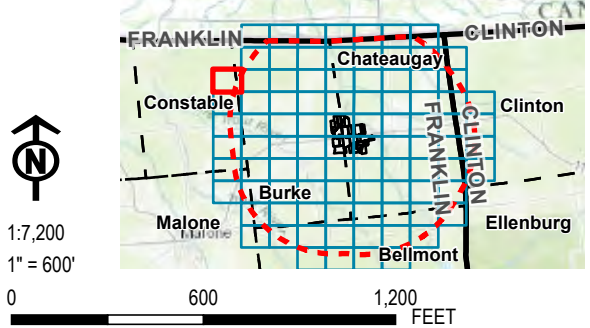 CAN
FRANKLIN
CLINTON
Chateaugay
Constable
Clinton
FRANKLIN
CLINTON
N
Burke
Malone
Malone
Ellenburg
Bellmont
1:7,200
1" = 600'
0 600 1,200
FEET